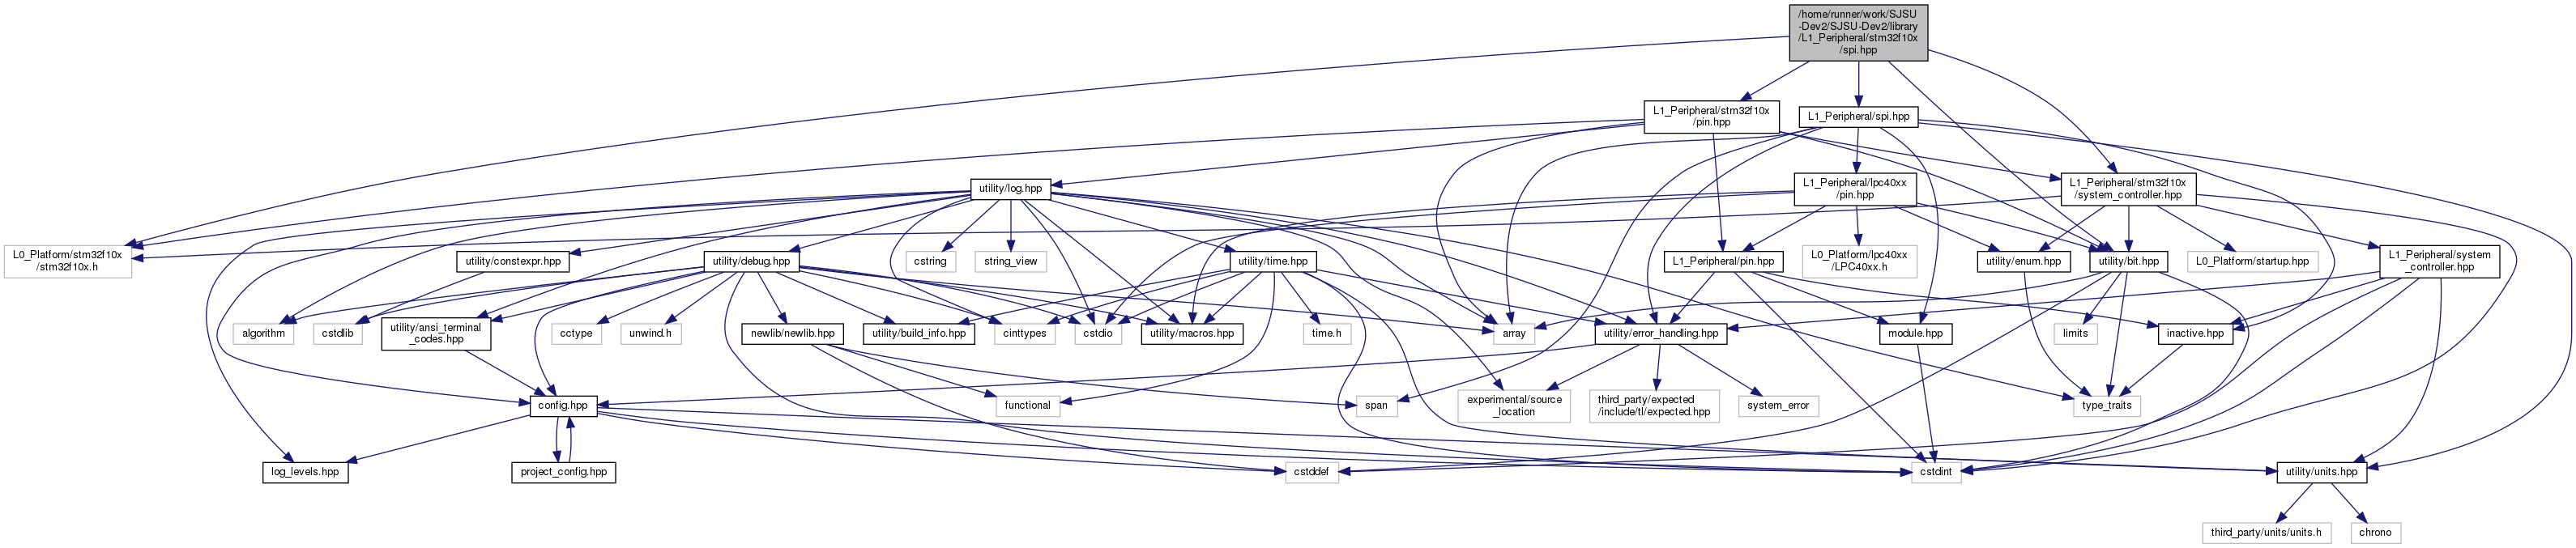 /home/runner/work/SJSU
-Dev2/SJSU-Dev2/library
/L1_Peripheral/stm32f10x
/spi.hpp
L1_Peripheral/stm32f10x
/pin.hpp
L1_Peripheral/spi.hpp
utility/log.hpp
L1_Peripheral/lpc40xx
/pin.hpp
L1_Peripheral/stm32f10x
/system_controller.hpp
L0_Platform/stm32f10x
/stm32f10x.h
utility/constexpr.hpp
utility/debug.hpp
cstring
string_view
utility/time.hpp
L1_Peripheral/pin.hpp
L0_Platform/lpc40xx
/LPC40xx.h
utility/enum.hpp
utility/bit.hpp
L0_Platform/startup.hpp
L1_Peripheral/system
_controller.hpp
algorithm
cstdlib
utility/ansi_terminal
_codes.hpp
cctype
unwind.h
newlib/newlib.hpp
utility/build_info.hpp
cinttypes
cstdio
utility/macros.hpp
time.h
array
utility/error_handling.hpp
module.hpp
limits
inactive.hpp
config.hpp
functional
span
experimental/source
_location
third_party/expected
/include/tl/expected.hpp
system_error
type_traits
log_levels.hpp
project_config.hpp
cstddef
cstdint
utility/units.hpp
third_party/units/units.h
chrono